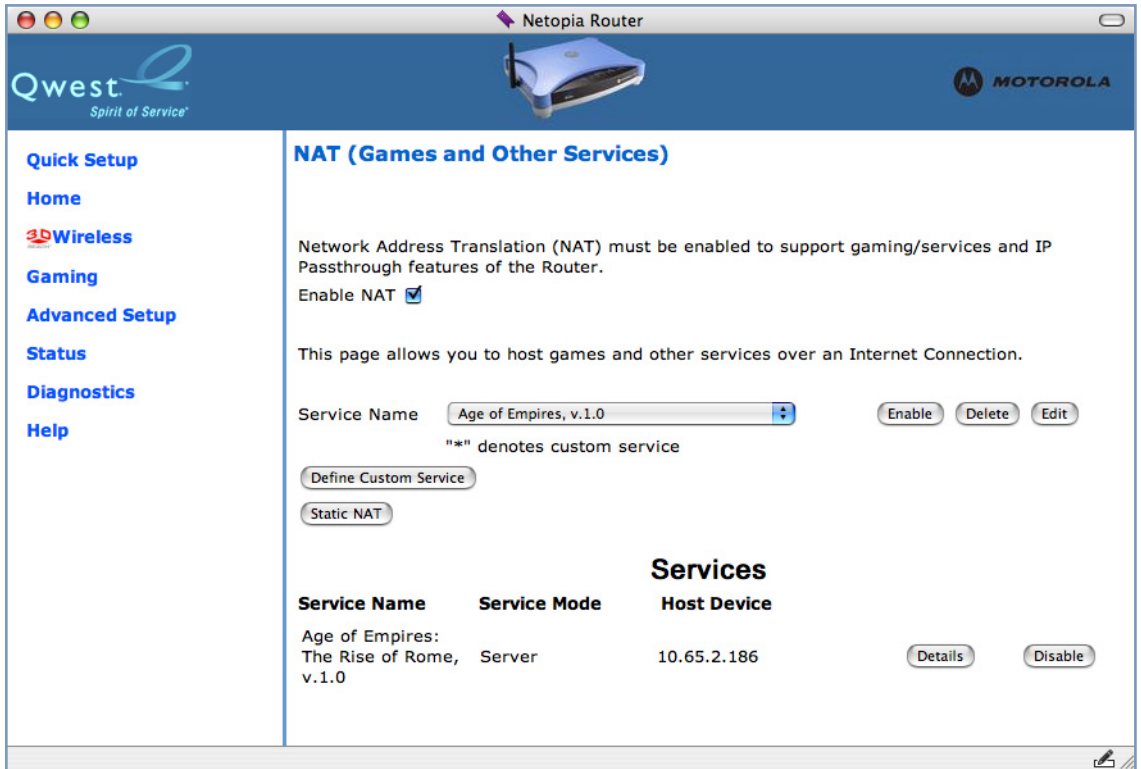 Netopia Router
Qwest.
Spirit of Service®
MOTOROLA
Quick Setup
Home
3D Wireless
Gaming
Advanced Setup
Status
Diagnostics
Help
NAT (Games and Other Services)
Network Address Translation (NAT) must be enabled to support gaming/services and IP
Passthrough features of the Router.
Enable NAT
This page allows you to host games and other services over an Internet Connection.
Service Name Age of Empires, v.1.0 Enable Delete Edit
"*" denotes custom service
Define Custom Service
Static NAT
Services
Service Name Service Mode Host Device
Age of Empires:
The Rise of Rome, Server 10.65.2.186 Details Disable
v.1.0